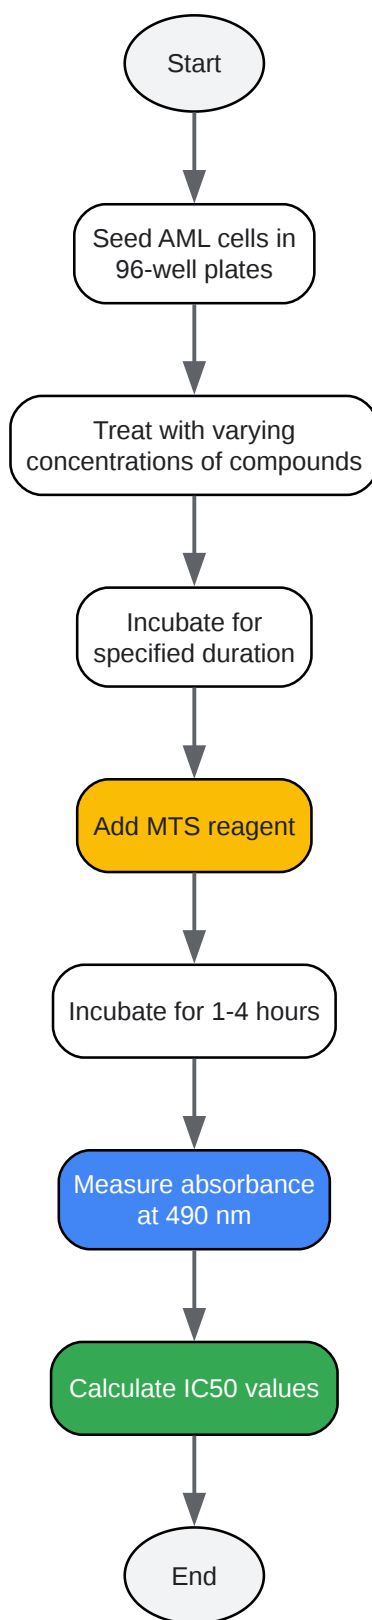 Start
Seed AML cells in
96-well plates
Treat with varying
concentrations of compounds
Incubate for
specified duration
Add MTS reagent
Incubate for 1-4 hours
Measure absorbance
at 490 nm
Calculate IC50 values
End